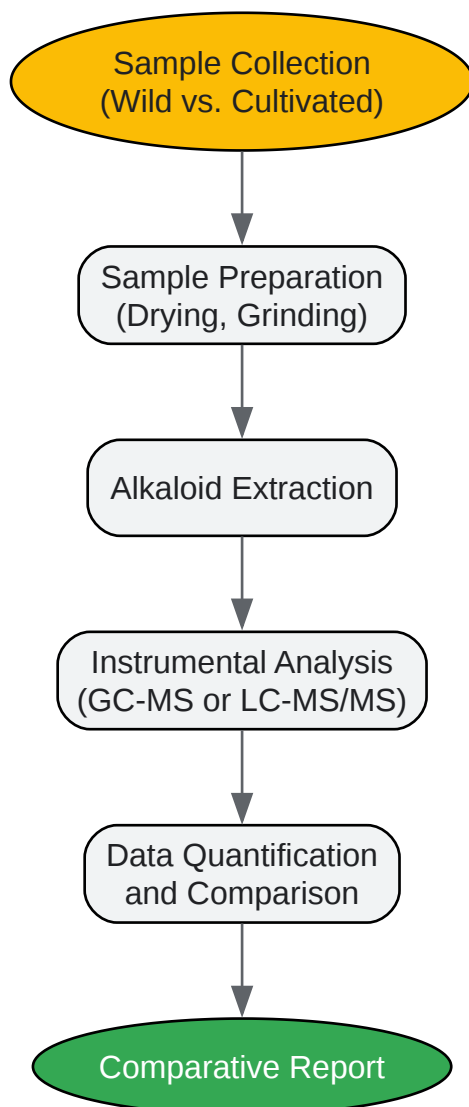 Sample Collection
(Wild vs. Cultivated)
Sample Preparation
(Drying, Grinding)
Alkaloid Extraction
Instrumental Analysis
(GC-MS or LC-MS/MS)
Data Quantification
and Comparison
Comparative Report